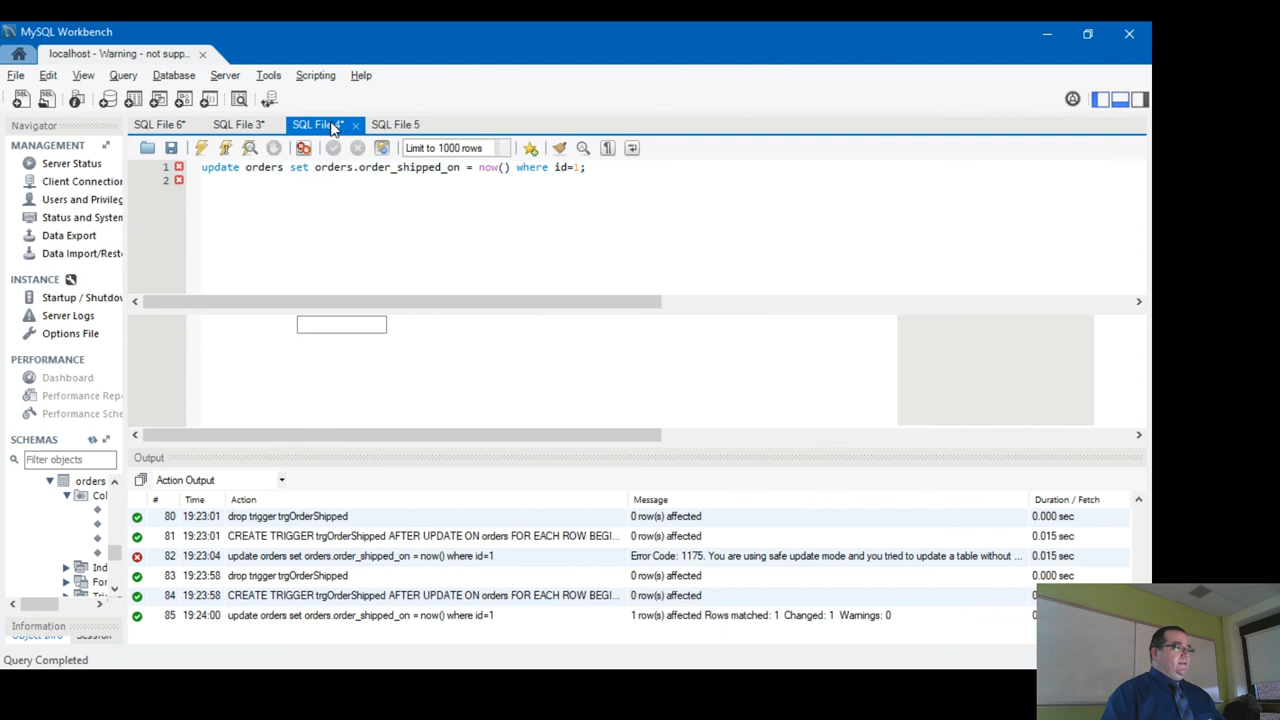 MySQL Workbench
localhost - Warning - not supp..
File Edit View Query Database Server Tools Scripting Help
Navigator
SQL File 6* SQL File 3* SQL File 4* SQL File 5
MANAGEMENT
Server Status
Client Connection
Users and Privileg
Status and System
Data Export
Data Import/Resto
INSTANCE
Startup / Shutdow
Server Logs
Options File
PERFORMANCE
Dashboard
Performance Repo
Performance Sche
SCHEMAS
Filter objects
orders
Col
Ind
For
Information
Object Info Session
Query Completed
Limit to 1000 rows
1 update orders set orders.order_shipped_on = now() where id=1;
2
Output
Action Output
# Time Action Message Duration / Fetch
80 19:23:01 drop trigger trgOrderShipped 0 row(s) affected 0.000 sec
81 19:23:01 CREATE TRIGGER trgOrderShipped AFTER UPDATE ON orders FOR EACH ROW BEGI... 0 row(s) affected 0.015 sec
82 19:23:04 update orders set orders.order_shipped_on = now() where id=1 Error Code: 1175. You are using safe update mode and you tried to update a table without ... 0.015 sec
83 19:23:58 drop trigger trgOrderShipped 0 row(s) affected 0.000 sec
84 19:23:58 CREATE TRIGGER trgOrderShipped AFTER UPDATE ON orders FOR EACH ROW BEGI... 0 row(s) affected
85 19:24:00 update orders set orders.order_shipped_on = now() where id=1 1 row(s) affected Rows matched: 1 Changed: 1 Warnings: 0